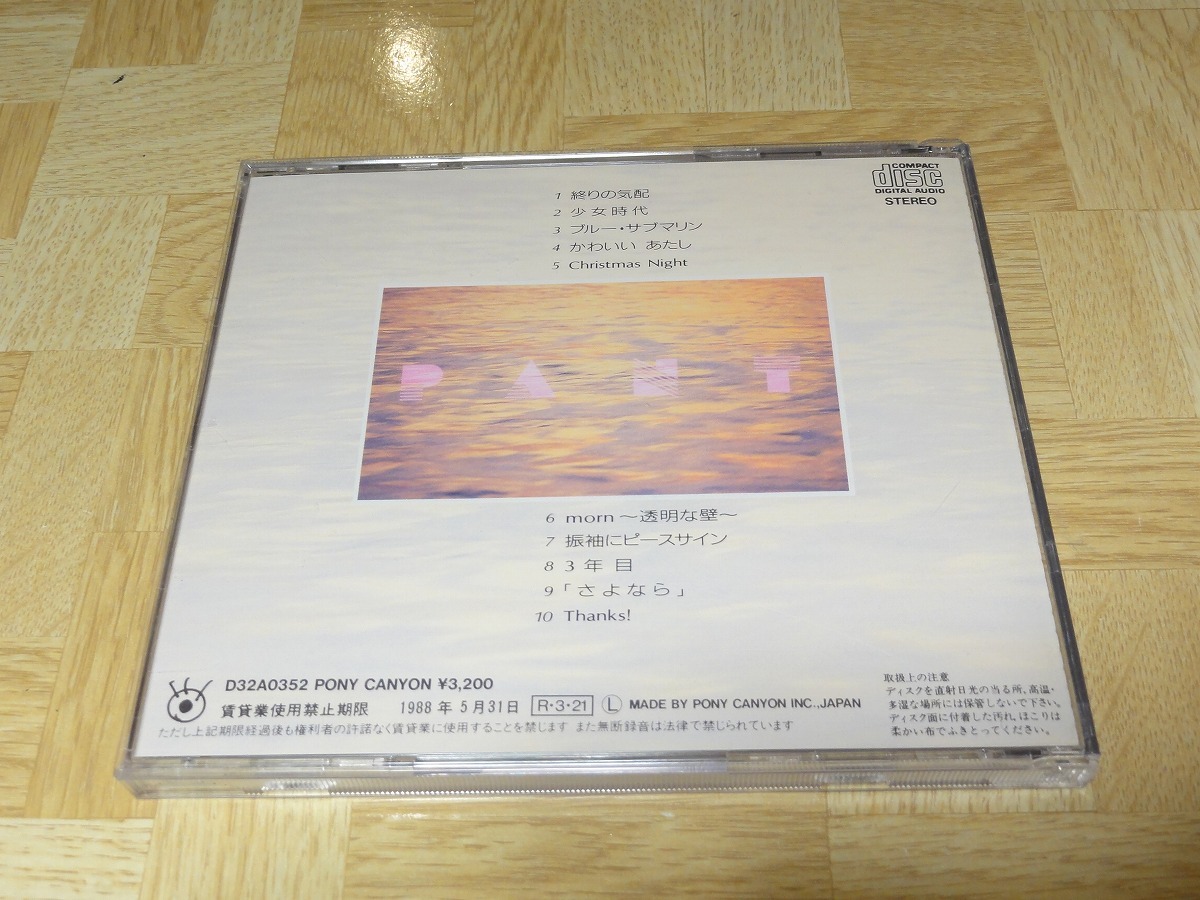 COMPACT
disc
DIGITAL AUDIO
STEREO
1 終りの気配
2 少女時代
3 ブルー・サブマリン
4 かわいい あたし
5 Christmas Night
PANT
6 morn～透明な壁～
7 振袖にピースサイン
8 3年目
9 「さよなら」
10 Thanks!
D32A0352 PONY CANYON ¥3,200
賃貸業使用禁止期限 1988年5月31日 R・3・21 L MADE BY PONY CANYON INC.,JAPAN
ただし上記期限経過後も権利者の許諾なく賃貸業に使用することを禁じます また無断録音は法律で禁じられています
取扱上の注意
ディスクを直射日光の当る所、高温・
多湿な場所には保管しないで下さい。
ディスク面に付着した汚れ、ほこりは
柔かい布でふきとってください。